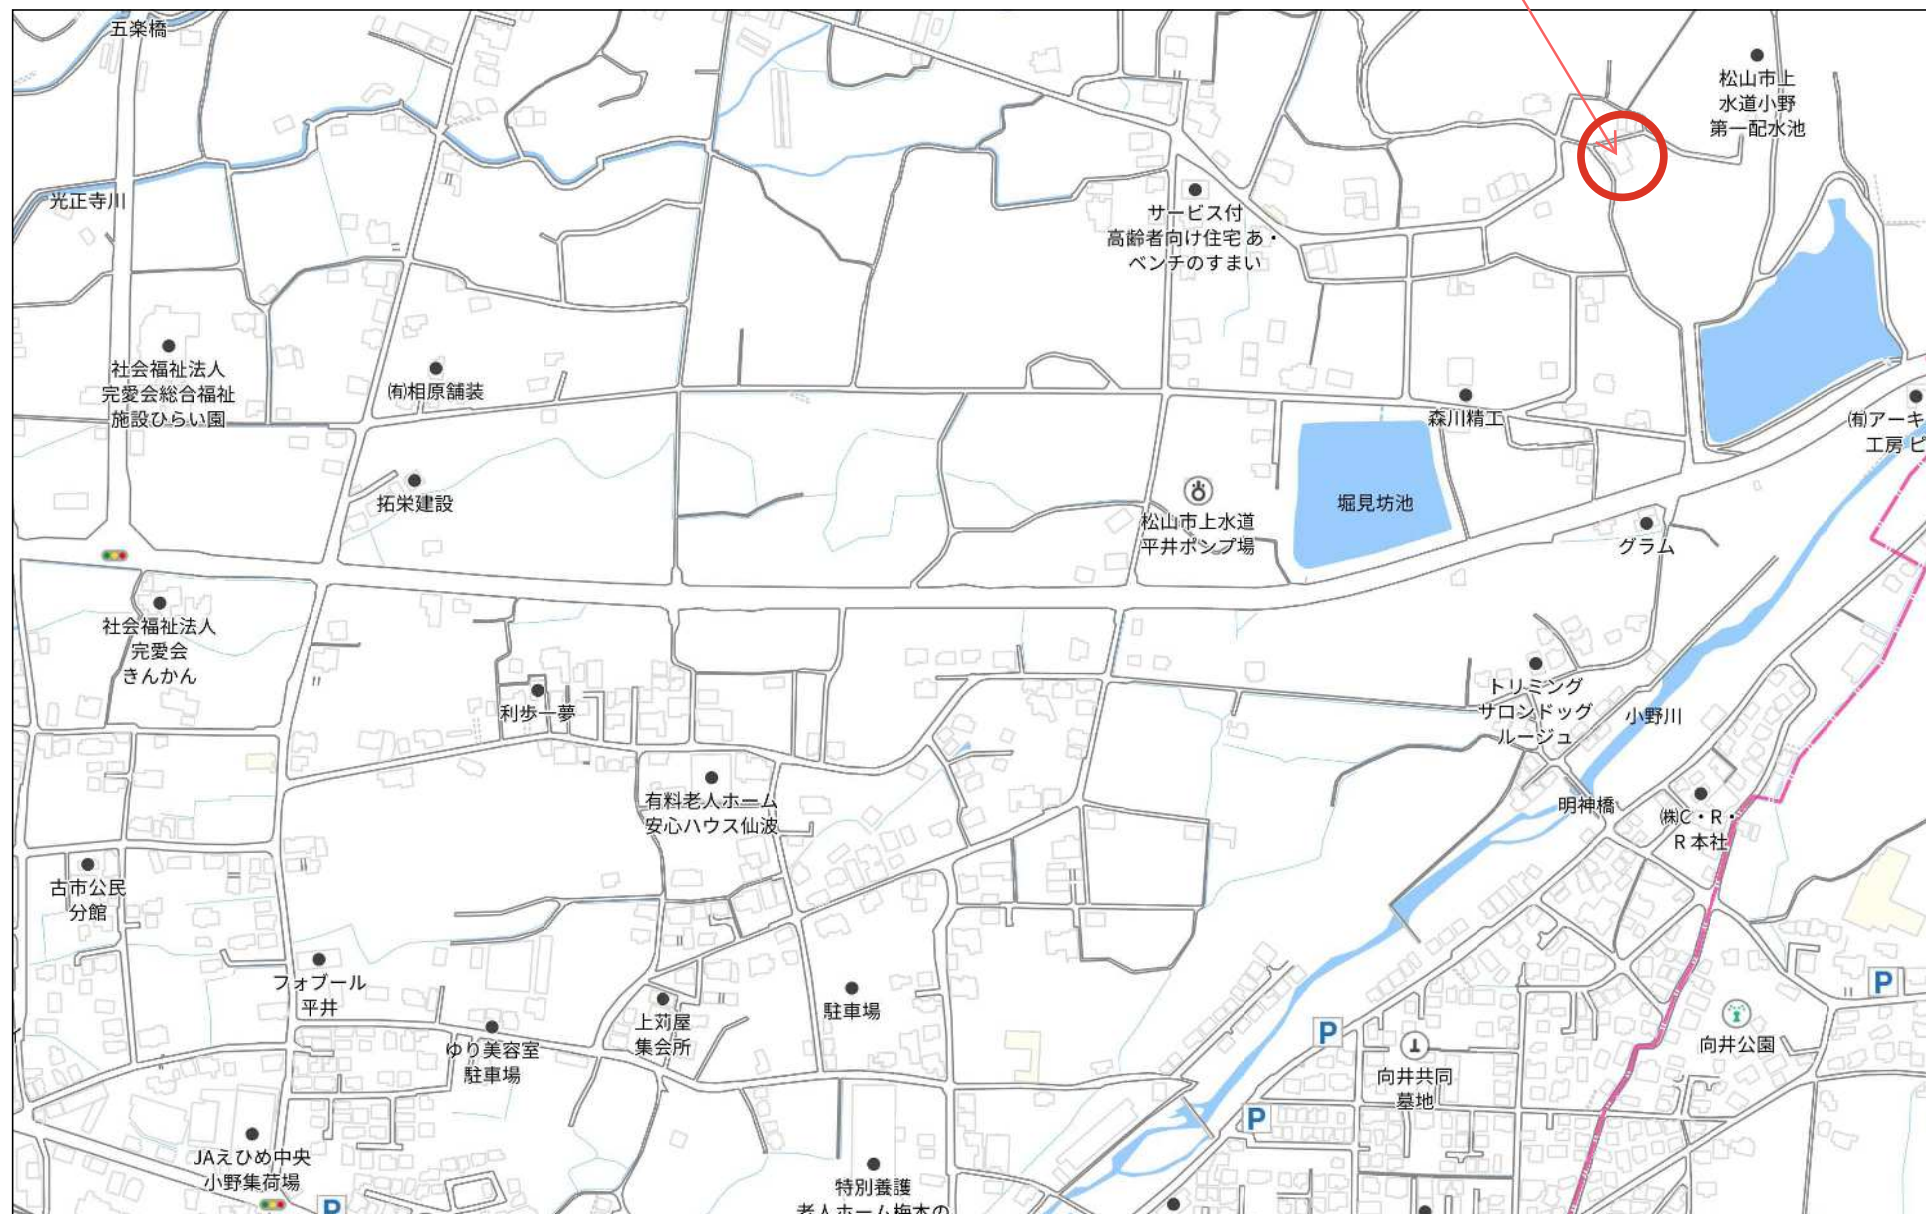 五楽橋
松山市上
水道小野
第一配水池
光正寺川
サービス付
高齢者向け住宅 あ・
ベンチのすまい
社会福祉法人
完愛会総合福祉
施設ひらい園
㈲相原舗装
森川精工
㈲アーキ
工房 ピ
拓栄建設
松山市上水道
平井ポンプ場
堀見坊池
グラム
社会福祉法人
完愛会
きんかん
利歩一夢
トリミング
サロンドッグ
ルージュ
小野川
有料老人ホーム
安心ハウス仙波
明神橋
㈱C・R・
R 本社
古市公民
分館
フォブール
平井
駐車場
上苅屋
集会所
ゆり美容室
駐車場
P
P
向井公園
向井共同
墓地
P
JAえひめ中央
小野集荷場
P
特別養護
老人ホーム梅本の